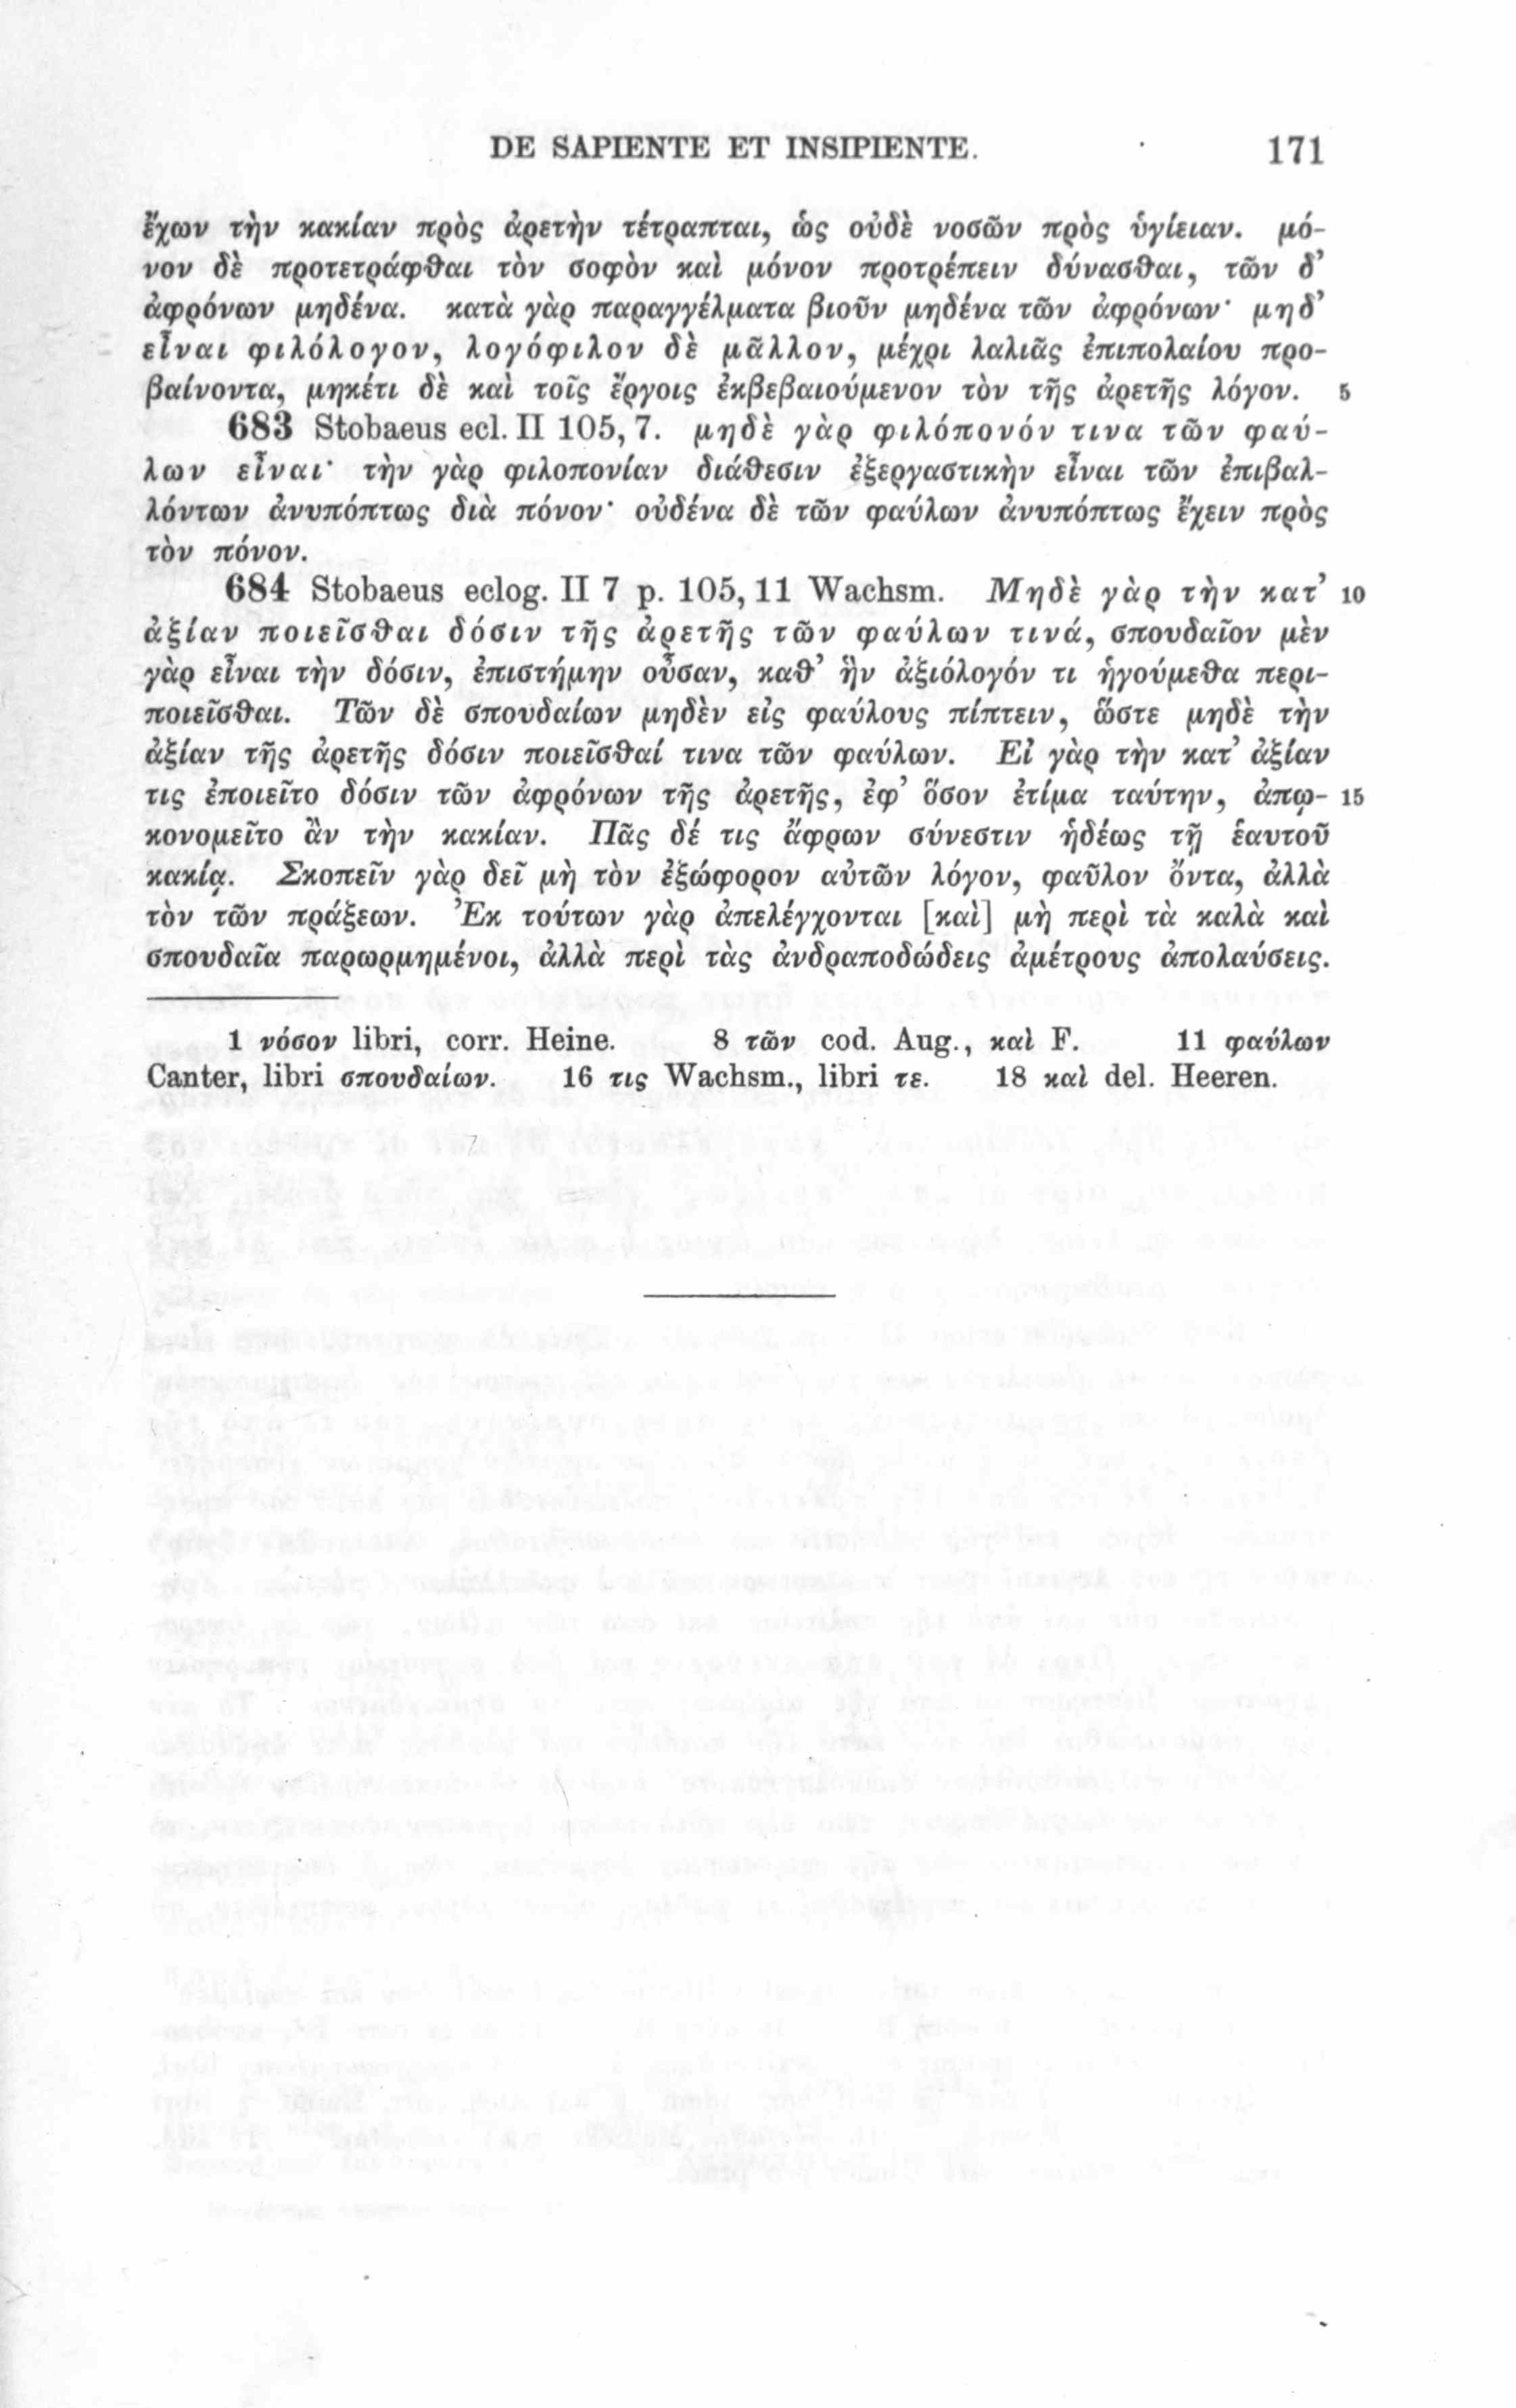 DE SAPIENTE ET INSIPIENTE. 171
ἔχων τὴν κακίαν πρὸς ἀρετὴν τέτραπται, ὡς οὐδὲ νοσῶν πρὸς ὑγίειαν. μό-
νον δὲ προτετράφθαι τὸν σοφὸν καὶ μόνον προτρέπειν δύνασθαι, τῶν δ’
ἀφρόνων μηδένα. κατὰ γὰρ παραγγέλματα βιοῦν μηδένα τῶν ἀφρόνων· μηδ’
εἶναι φιλόλογον, λογόφιλον δὲ μᾶλλον, μέχρι λαλιᾶς ἐπιπολαίου προ-
βαίνοντα, μηκέτι δὲ καὶ τοῖς ἔργοις ἐκβεβαιούμενον τὸν τῆς ἀρετῆς λόγον. 5
683 Stobaeus ecl. II 105, 7. μηδὲ γὰρ φιλόπονόν τινα τῶν φαύ-
λων εἶναι· τὴν γὰρ φιλοπονίαν διάθεσιν ἐξεργαστικὴν εἶναι τῶν ἐπιβαλ-
λόντων ἀνυπόπτως διὰ πόνον· οὐδένα δὲ τῶν φαύλων ἀνυπόπτως ἔχειν πρὸς
τὸν πόνον.
684 Stobaeus eclog. II 7 p. 105, 11 Wachsm. Μηδὲ γὰρ τὴν κατ’ 10
ἀξίαν ποιεῖσθαι δόσιν τῆς ἀρετῆς τῶν φαύλων τινά, σπουδαῖον μὲν
γὰρ εἶναι τὴν δόσιν, ἐπιστήμην οὖσαν, καθ’ ἣν ἀξιόλογόν τι ἡγούμεθα περι-
ποιεῖσθαι. Τῶν δὲ σπουδαίων μηδὲν εἰς φαύλους πίπτειν, ὥστε μηδὲ τὴν
ἀξίαν τῆς ἀρετῆς δόσιν ποιεῖσθαί τινα τῶν φαύλων. Εἰ γὰρ τὴν κατ’ ἀξίαν
τις ἐποιεῖτο δόσιν τῶν ἀφρόνων τῆς ἀρετῆς, ἐφ’ ὅσον ἐτίμα ταύτην, ἀπῳ- 15
κονομεῖτο ἂν τὴν κακίαν. Πᾶς δέ τις ἄφρων σύνεστιν ἡδέως τῇ ἑαυτοῦ
κακίᾳ. Σκοπεῖν γὰρ δεῖ μὴ τὸν ἐξώφορον αὐτῶν λόγον, φαῦλον ὄντα, ἀλλὰ
τὸν τῶν πράξεων. Ἐκ τούτων γὰρ ἀπελέγχονται [καὶ] μὴ περὶ τὰ καλὰ καὶ
σπουδαῖα παρωρμημένοι, ἀλλὰ περὶ τὰς ἀνδραποδώδεις ἀμέτρους ἀπολαύσεις.
1 νόσον libri, corr. Heine. 8 τῶν cod. Aug., καὶ F. 11 φαύλων
Canter, libri σπουδαίων. 16 τις Wachsm., libri τε. 18 καὶ del. Heeren.